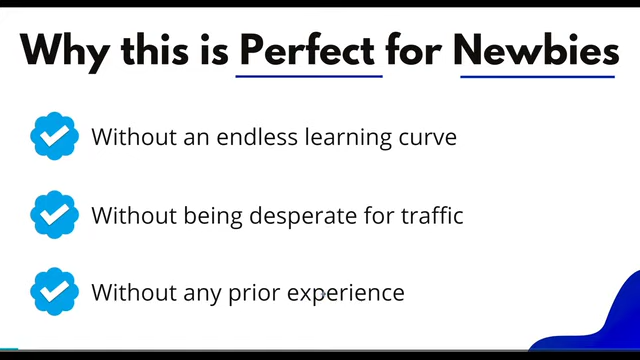 Why this is Perfect for Newbies
Without an endless learning curve
Without being desperate for traffic
Without any prior experience